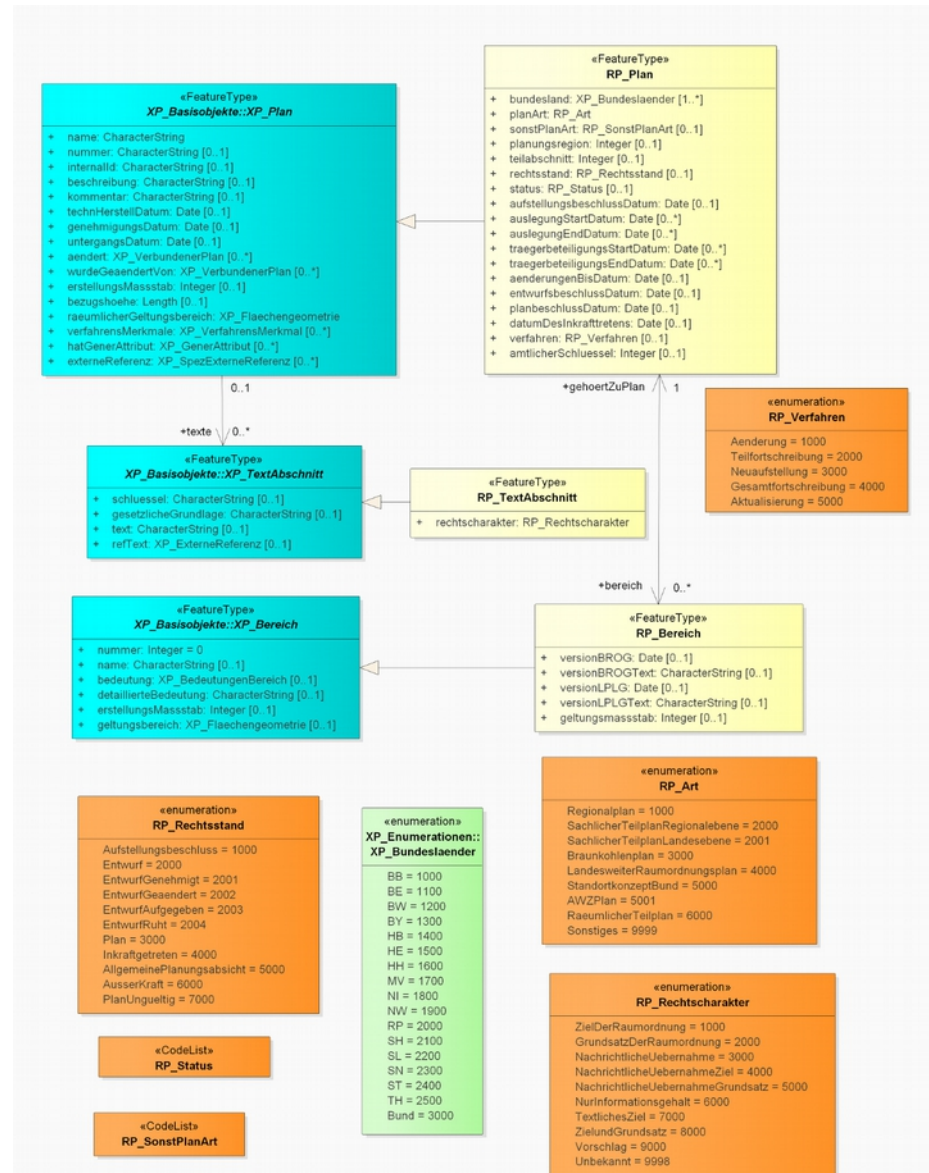 «FeatureType»
RP_Plan
+ bundesland: XP_Bundeslaender [1..*]
+ planArt: RP_Art
+ sonstPlanArt: RP_SonstPlanArt [0..1]
+ planungsregion: Integer [0..1]
+ teilabschnitt: Integer [0..1]
+ rechtsstand: RP_Rechtsstand [0..1]
+ status: RP_Status [0..1]
+ aufstellungsbeschlussDatum: Date [0..1]
+ auslegungStartDatum: Date [0..*]
+ auslegungEndDatum: Date [0..*]
+ traegerbeteiligungsStartDatum: Date [0..*]
+ traegerbeteiligungsEndDatum: Date [0..*]
+ aenderungenBisDatum: Date [0..1]
+ entwurfsbeschlussDatum: Date [0..1]
+ planbeschlussDatum: Date [0..1]
+ datumDesInkrafttretens: Date [0..1]
+ verfahren: RP_Verfahren [0..1]
+ amtlicherSchluessel: Integer [0..1]
«FeatureType»
XP_Basisobjekte::XP_Plan
+ name: CharacterString
+ nummer: CharacterString [0..1]
+ internalId: CharacterString [0..1]
+ beschreibung: CharacterString [0..1]
+ kommentar: CharacterString [0..1]
+ technHerstellDatum: Date [0..1]
+ genehmigungsDatum: Date [0..1]
+ untergangsDatum: Date [0..1]
+ aendert: XP_VerbundenerPlan [0..*]
+ wurdeGeaendertVon: XP_VerbundenerPlan [0..*]
+ erstellungsMassstab: Integer [0..1]
+ bezugshoehe: Length [0..1]
+ raeumlicherGeltungsbereich: XP_Flaechengeometrie
+ verfahrensMerkmale: XP_VerfahrensMerkmal [0..*]
+ hatGenerAttribut: XP_GenerAttribut [0..*]
+ externeReferenz: XP_SpezExterneReferenz [0..*]
0..1
+texte 0..*
+gehoertZuPlan 1
«enumeration»
RP_Verfahren
Aenderung = 1000
Teilfortschreibung = 2000
Neuaufstellung = 3000
Gesamtfortschreibung = 4000
Aktualisierung = 5000
«FeatureType»
XP_Basisobjekte::XP_TextAbschnitt
+ schluessel: CharacterString [0..1]
+ gesetzlicheGrundlage: CharacterString [0..1]
+ text: CharacterString [0..1]
+ refText: XP_ExterneReferenz [0..1]
«FeatureType»
RP_TextAbschnitt
+ rechtscharakter: RP_Rechtscharakter
+bereich 0..*
«FeatureType»
XP_Basisobjekte::XP_Bereich
+ nummer: Integer = 0
+ name: CharacterString [0..1]
+ bedeutung: XP_BedeutungenBereich [0..1]
+ detaillierteBedeutung: CharacterString [0..1]
+ erstellungsMassstab: Integer [0..1]
+ geltungsbereich: XP_Flaechengeometrie [0..1]
«FeatureType»
RP_Bereich
+ versionBROG: Date [0..1]
+ versionBROGText: CharacterString [0..1]
+ versionLPLG: Date [0..1]
+ versionLPLGText: CharacterString [0..1]
+ geltungsmassstab: Integer [0..1]
«enumeration»
RP_Rechtsstand
Aufstellungsbeschluss = 1000
Entwurf = 2000
EntwurfGenehmigt = 2001
EntwurfGeaendert = 2002
EntwurfAufgegeben = 2003
EntwurfRuht = 2004
Plan = 3000
Inkraftgetreten = 4000
AllgemeinePlanungsabsicht = 5000
AusserKraft = 6000
PlanUngueltig = 7000
«CodeList»
RP_Status
«CodeList»
RP_SonstPlanArt
«enumeration»
XP_Enumerationen::
XP_Bundeslaender
BB = 1000
BE = 1100
BW = 1200
BY = 1300
HB = 1400
HE = 1500
HH = 1600
MV = 1700
NI = 1800
NW = 1900
RP = 2000
SH = 2100
SL = 2200
SN = 2300
ST = 2400
TH = 2500
Bund = 3000
«enumeration»
RP_Art
Regionalplan = 1000
SachlicherTeilplanRegionalebene = 2000
SachlicherTeilplanLandesebene = 2001
Braunkohlenplan = 3000
LandesweiterRaumordnungsplan = 4000
StandortkonzeptBund = 5000
AWZPlan = 5001
RaeumlicherTeilplan = 6000
Sonstiges = 9999
«enumeration»
RP_Rechtscharakter
ZielDerRaumordnung = 1000
GrundsatzDerRaumordnung = 2000
NachrichtlicheUebernahme = 3000
NachrichtlicheUebernahmeZiel = 4000
NachrichtlicheUebernahmeGrundsatz = 5000
NurInformationsgehalt = 6000
TextlichesZiel = 7000
ZielundGrundsatz = 8000
Vorschlag = 9000
Unbekannt = 9998